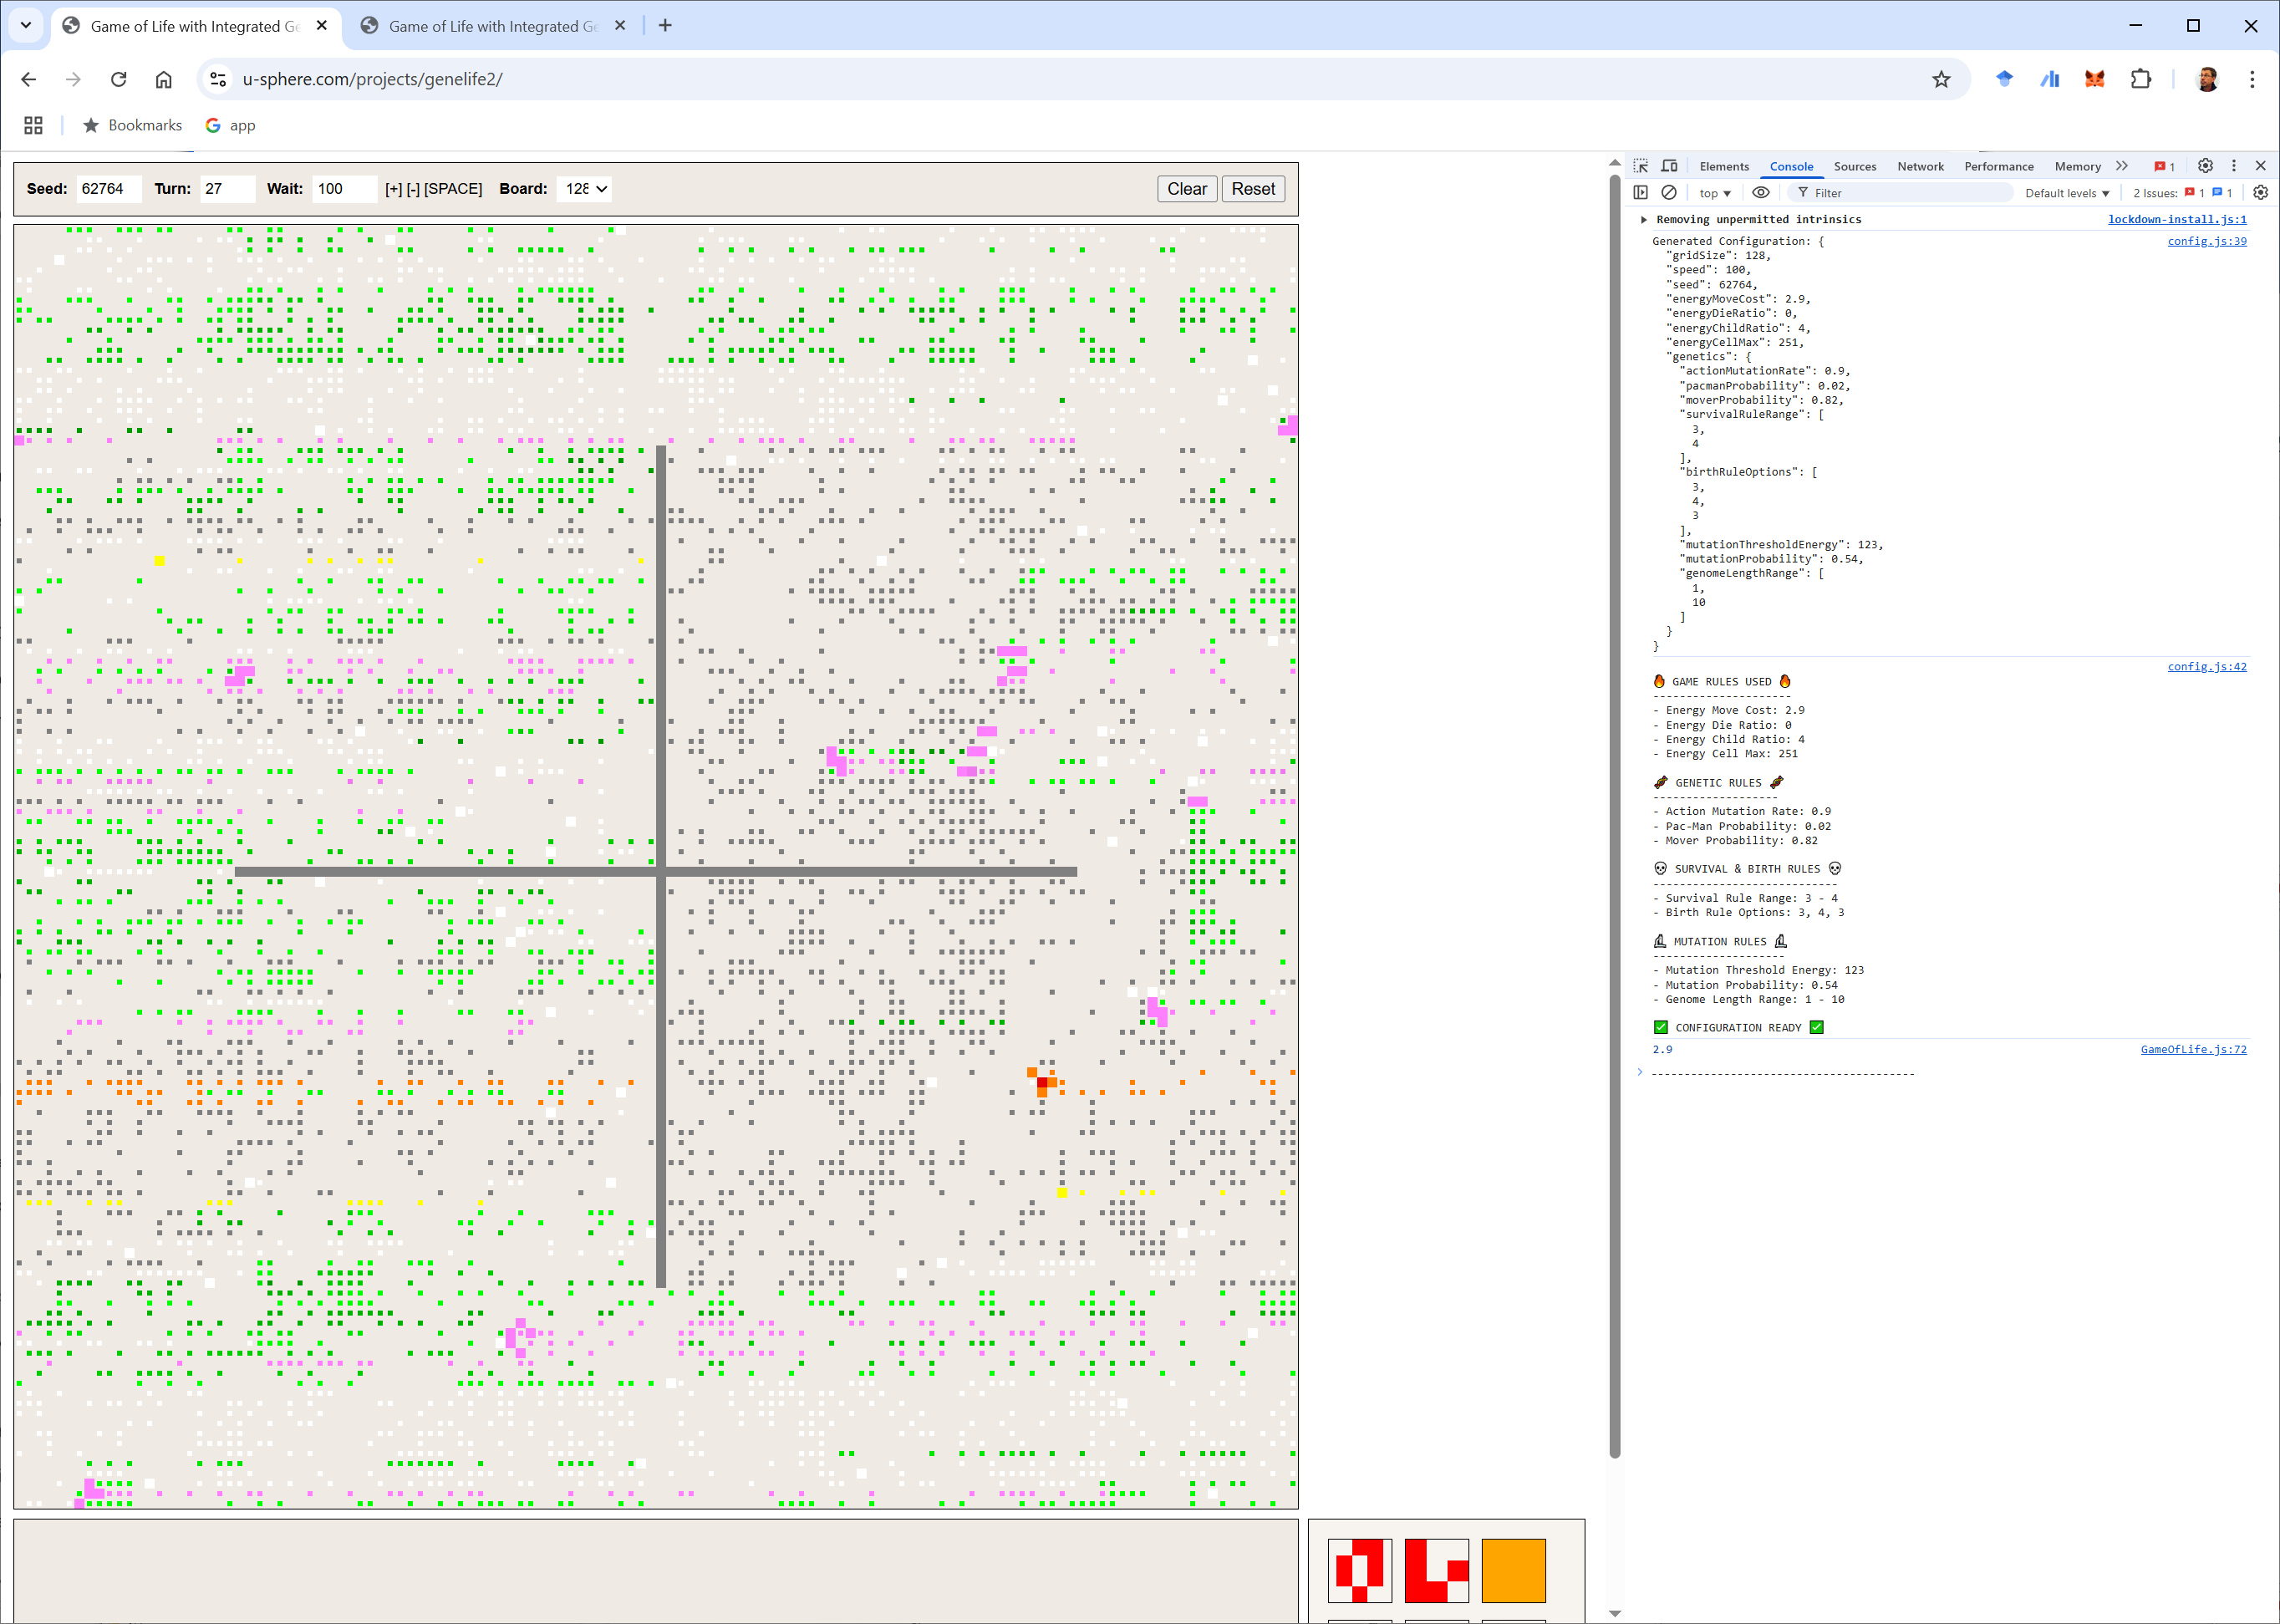 Game of Life with Integrated Ge
Game of Life with Integrated Ge
u-sphere.com/projects/genelife2/
Bookmarks
app
Seed: 62764 Turn: 27 Wait: 100 [+] [-] [SPACE] Board: 128 Clear Reset
Elements Console Sources Network Performance Memory 1
top Filter Default levels 2 Issues: 1 1
Removing unpermitted intrinsics lockdown-install.js:1
Generated Configuration: { config.js:39
"gridSize": 128,
"speed": 100,
"seed": 62764,
"energyMoveCost": 2.9,
"energyDieRatio": 0,
"energyChildRatio": 4,
"energyCellMax": 251,
"genetics": {
"actionMutationRate": 0.9,
"pacmanProbability": 0.02,
"moverProbability": 0.82,
"survivalRuleRange": [
3,
4
],
"birthRuleOptions": [
3,
4,
3
],
"mutationThresholdEnergy": 123,
"mutationProbability": 0.54,
"genomeLengthRange": [
1,
10
]
}
}
config.js:42
🔥 GAME RULES USED 🔥
---------------------
- Energy Move Cost: 2.9
- Energy Die Ratio: 0
- Energy Child Ratio: 4
- Energy Cell Max: 251
GENETIC RULES
-------------------
- Action Mutation Rate: 0.9
- Pac-Man Probability: 0.02
- Mover Probability: 0.82
💀 SURVIVAL & BIRTH RULES 💀
----------------------------
- Survival Rule Range: 3 - 4
- Birth Rule Options: 3, 4, 3
MUTATION RULES
--------------------
- Mutation Threshold Energy: 123
- Mutation Probability: 0.54
- Genome Length Range: 1 - 10
✅ CONFIGURATION READY ✅
2.9 GameOfLife.js:72
----------------------------------------